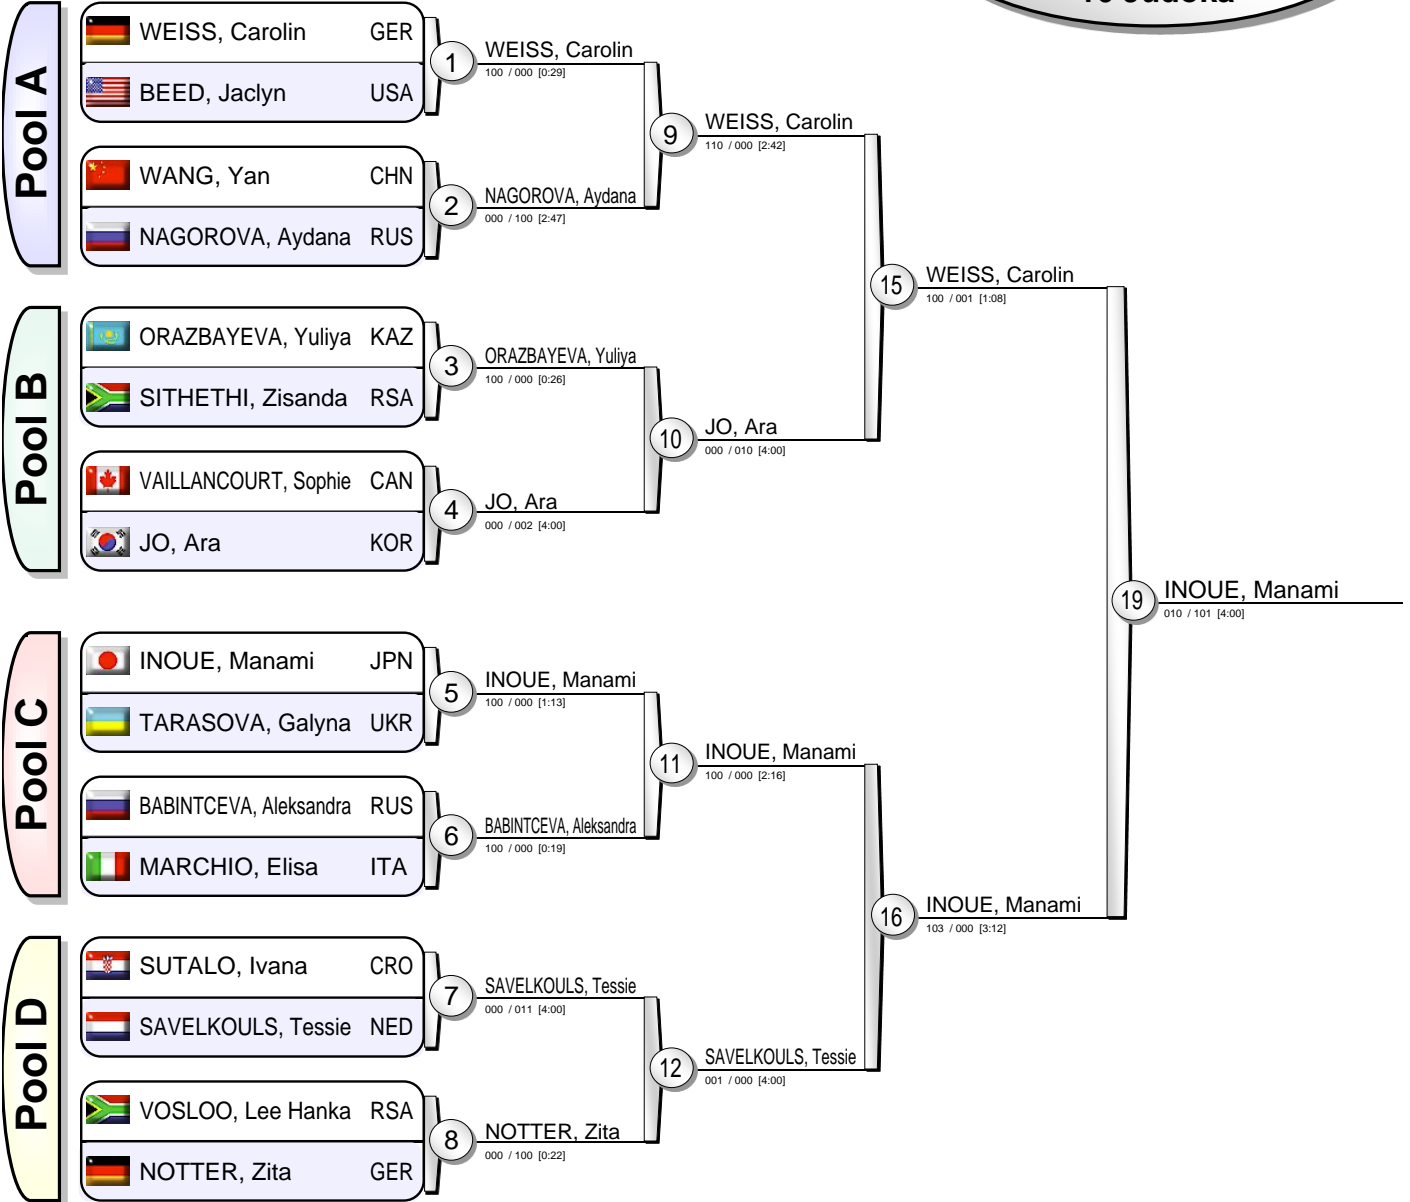 Pool A
WEISS, Carolin GER
BEED, Jaclyn USA
1
WEISS, Carolin
100 / 000 [0:29]
WANG, Yan CHN
NAGOROVA, Aydana RUS
2
NAGOROVA, Aydana
000 / 100 [2:47]
9
WEISS, Carolin
110 / 000 [2:42]
Pool B
ORAZBAYEVA, Yuliya KAZ
SITHETHI, Zisanda RSA
3
ORAZBAYEVA, Yuliya
100 / 000 [0:26]
VAILLANCOURT, Sophie CAN
JO, Ara KOR
4
JO, Ara
000 / 002 [4:00]
10
JO, Ara
000 / 010 [4:00]
15
WEISS, Carolin
100 / 001 [1:08]
Pool C
INOUE, Manami JPN
TARASOVA, Galyna UKR
5
INOUE, Manami
100 / 000 [1:13]
BABINTCEVA, Aleksandra RUS
MARCHIO, Elisa ITA
6
BABINTCEVA, Aleksandra
100 / 000 [0:19]
11
INOUE, Manami
100 / 000 [2:16]
Pool D
SUTALO, Ivana CRO
SAVELKOULS, Tessie NED
7
SAVELKOULS, Tessie
000 / 011 [4:00]
VOSLOO, Lee Hanka RSA
NOTTER, Zita GER
8
NOTTER, Zita
000 / 100 [0:22]
12
SAVELKOULS, Tessie
001 / 000 [4:00]
16
INOUE, Manami
103 / 000 [3:12]
19
INOUE, Manami
010 / 101 [4:00]